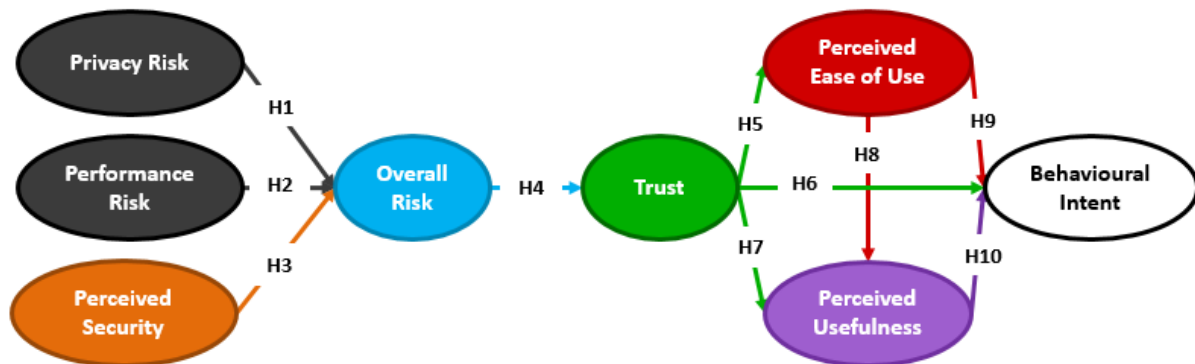 Privacy Risk
H1
Performance
Risk
H2
Perceived
Security
H3
Overall
Risk
H4
Trust
H5
H6
H7
Perceived
Ease of Use
H8
H9
Perceived
Usefulness
H10
Behavioural
Intent